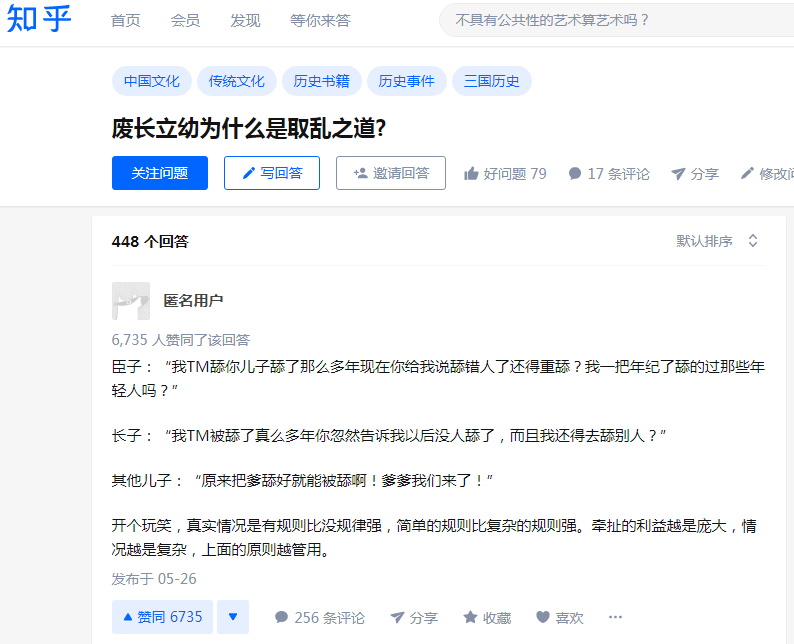 知乎 首页 会员 发现 等你来答 不具有公共性的艺术算艺术吗？
中国文化 传统文化 历史书籍 历史事件 三国历史
废长立幼为什么是取乱之道?
关注问题 写回答 邀请回答 好问题 79 17 条评论 分享 修改问
448 个回答 默认排序
匿名用户
6,735 人赞同了该回答
臣子：“我TM舔你儿子舔了那么多年现在你给我说舔错人了还得重舔？我一把年纪了舔的过那些年
轻人吗？”
长子：“我TM被舔了真么多年你忽然告诉我以后没人舔了，而且我还得去舔别人？”
其他儿子：“原来把爹舔好就能被舔啊！爹爹我们来了！”
开个玩笑，真实情况是有规则比没规律强，简单的规则比复杂的规则强。牵扯的利益越是庞大，情
况越是复杂，上面的原则越管用。
发布于 05-26
赞同 6735 256 条评论 分享 收藏 喜欢 ···